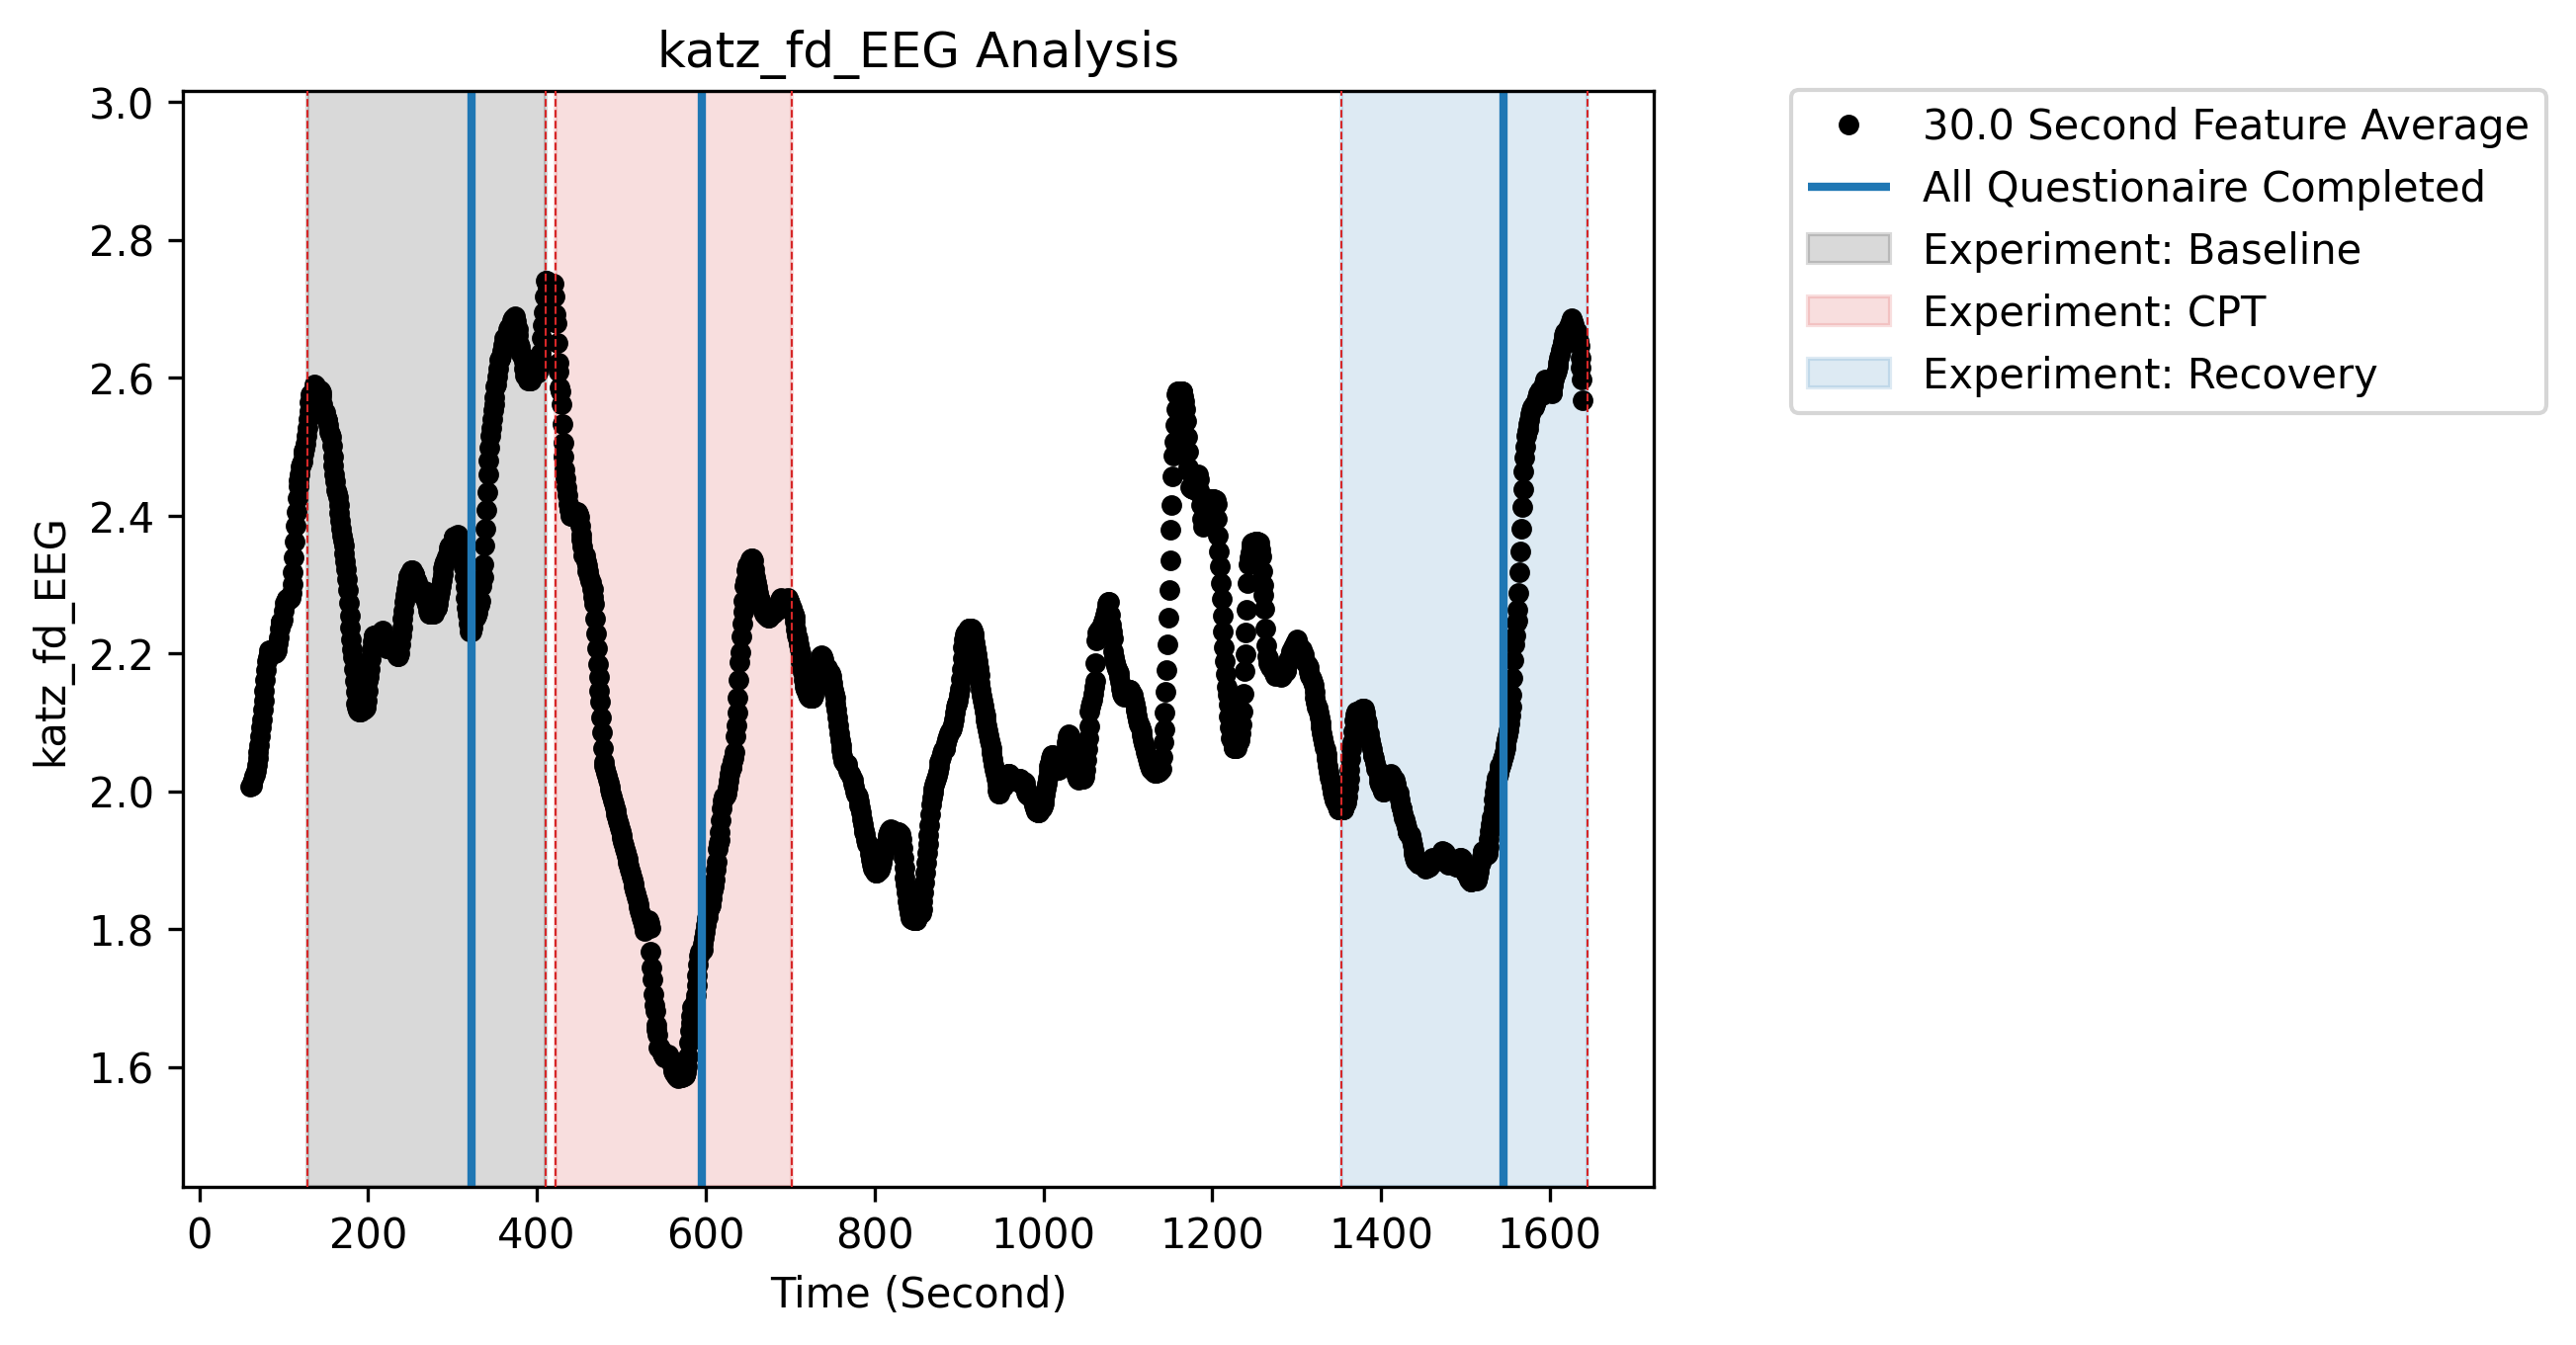 katz_fd_EEG Analysis
3.0
2.8
2.6
2.4
2.2
2.0
1.8
1.6
katz_fd_EEG
0 200 400 600 800 1000 1200 1400 1600
Time (Second)
30.0 Second Feature Average
All Questionaire Completed
Experiment: Baseline
Experiment: CPT
Experiment: Recovery